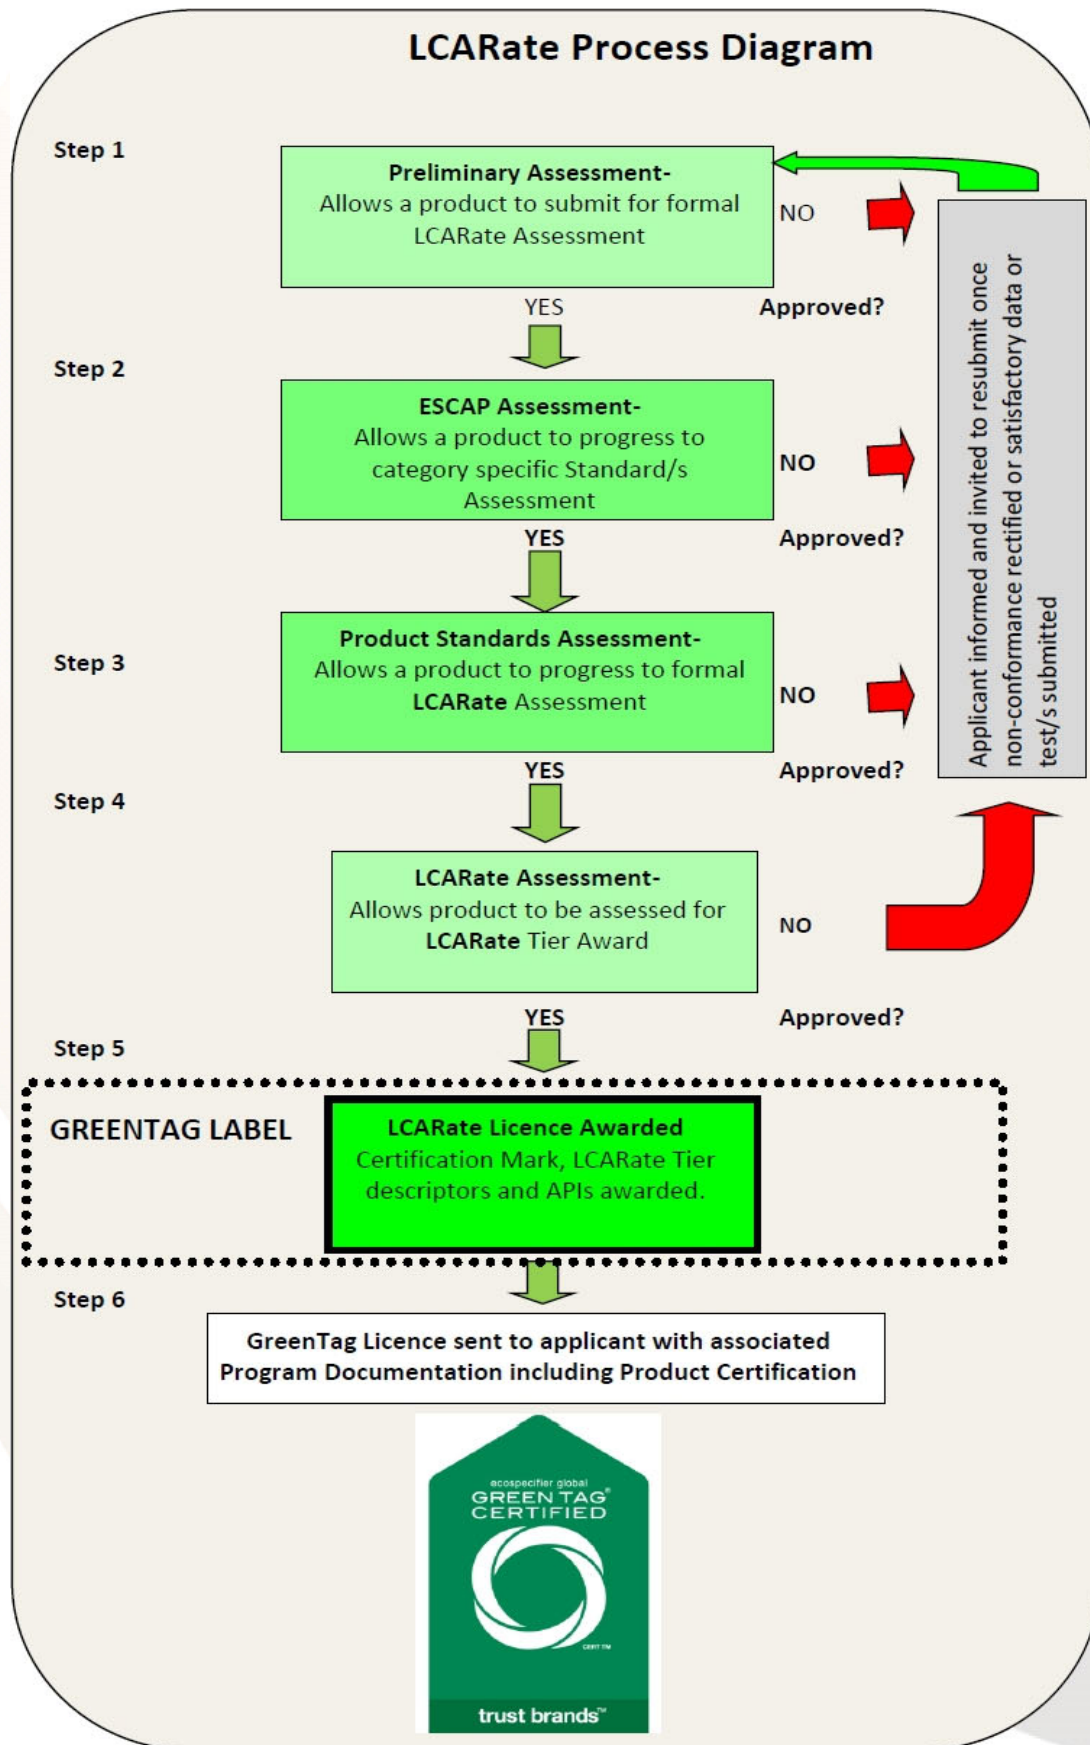 LCARate Process Diagram
Step 1
Preliminary Assessment-
Allows a product to submit for formal
LCARate Assessment
NO
YES
Approved?
Step 2
ESCAP Assessment-
Allows a product to progress to
category specific Standard/s
Assessment
NO
YES
Approved?
Step 3
Product Standards Assessment-
Allows a product to progress to formal
LCARate Assessment
NO
YES
Approved?
Applicant informed and invited to resubmit once
non-conformance rectified or satisfactory data or
test/s submitted
Step 4
LCARate Assessment-
Allows product to be assessed for
LCARate Tier Award
NO
YES
Approved?
Step 5
GREENTAG LABEL
LCARate Licence Awarded
Certification Mark, LCARate Tier
descriptors and APIs awarded.
Step 6
GreenTag Licence sent to applicant with associated
Program Documentation including Product Certification
ecospecifier global
GREEN TAG®
CERTIFIED
CERT TM
trust brands™